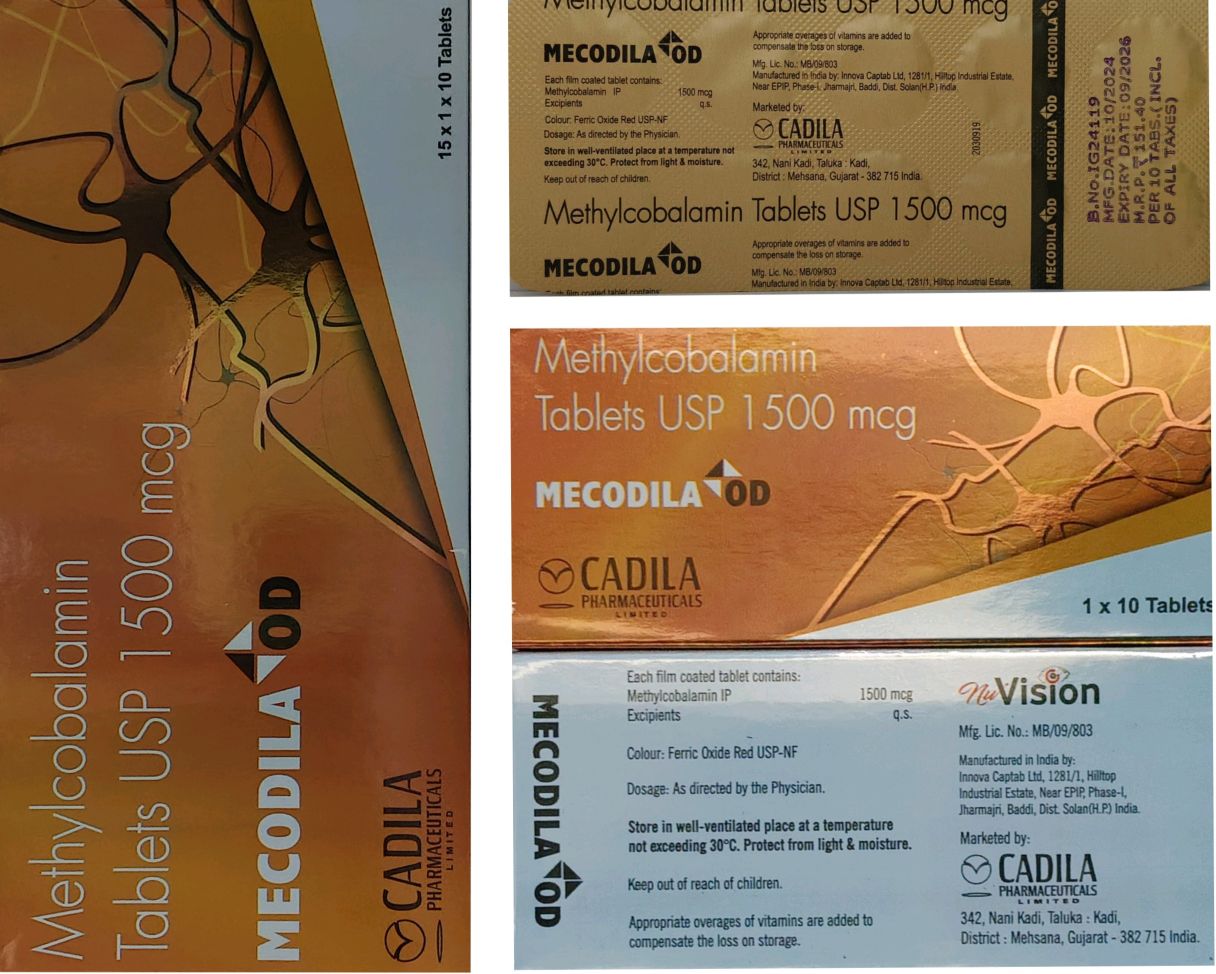 15 x 1 x 10 Tablets
Methylcobalamin
Tablets USP 1500 mcg
MECODILA OD
CADILA
PHARMACEUTICALS
LIMITED
Methylcobalamin Tablets USP 1500 mcg
MECODILA OD
Each film coated tablet contains:
Methylcobalamin IP 1500 mcg
Excipients q.s.
Colour: Ferric Oxide Red USP-NF
Dosage: As directed by the Physician.
Store in well-ventilated place at a temperature not
exceeding 30°C. Protect from light & moisture.
Keep out of reach of children.
Appropriate overages of vitamins are added to
compensate the loss on storage.
Mfg. Lic. No.: MB/09/803
Manufactured in India by: Innova Captab Ltd, 1281/1, Hilltop Industrial Estate,
Near EPIP, Phase-I, Jharmajri, Baddi, Dist. Solan(H.P.) India.
Marketed by:
CADILA
PHARMACEUTICALS
LIMITED
342, Nani Kadi, Taluka : Kadi,
District : Mehsana, Gujarat - 382 715 India.
2030919
Methylcobalamin Tablets USP 1500 mcg
MECODILA OD
Each film coated tablet contains:
Appropriate overages of vitamins are added to
compensate the loss on storage.
Mfg. Lic. No.: MB/09/803
Manufactured in India by: Innova Captab Ltd, 1281/1, Hilltop Industrial Estate,
MECODILA OD MECODILA OD MECODILA O
B.No.IG24119
MFG.DATE:10/2024
EXPIRY DATE:09/2026
M.R.P.₹ 151.40
PER 10 TABS.(INCL.
OF ALL TAXES)
Methylcobalamin
Tablets USP 1500 mcg
MECODILA OD
CADILA
PHARMACEUTICALS
LIMITED
1 x 10 Tablets
MECODILA OD
Each film coated tablet contains:
Methylcobalamin IP 1500 mcg
Excipients q.s.
Colour: Ferric Oxide Red USP-NF
Dosage: As directed by the Physician.
Store in well-ventilated place at a temperature
not exceeding 30°C. Protect from light & moisture.
Keep out of reach of children.
Appropriate overages of vitamins are added to
compensate the loss on storage.
NuVision
Mfg. Lic. No.: MB/09/803
Manufactured in India by:
Innova Captab Ltd, 1281/1, Hilltop
Industrial Estate, Near EPIP, Phase-I,
Jharmajri, Baddi, Dist. Solan(H.P.) India.
Marketed by:
CADILA
PHARMACEUTICALS
LIMITED
342, Nani Kadi, Taluka : Kadi,
District : Mehsana, Gujarat - 382 715 India.